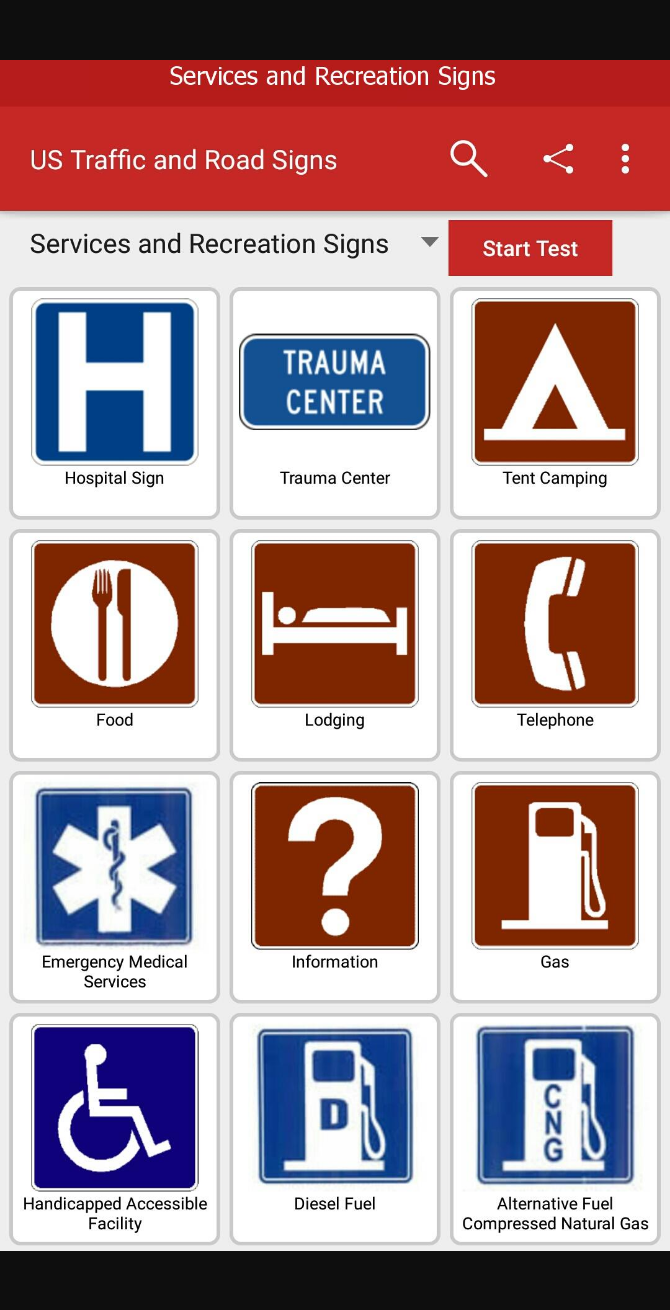 Services and Recreation Signs
US Traffic and Road Signs
Services and Recreation Signs
Start Test
H
Hospital Sign
TRAUMA
CENTER
Trauma Center
Tent Camping
Food
Lodging
Telephone
Emergency Medical
Services
?
Information
Gas
Handicapped Accessible
Facility
D
Diesel Fuel
C
N
G
Alternative Fuel
Compressed Natural Gas